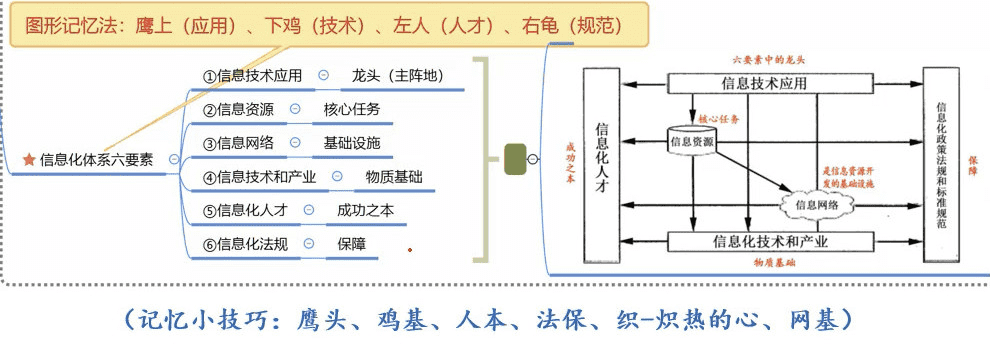 图形记忆法：鹰上（应用）、下鸡（技术）、左人（人才）、右龟（规范）
信息化体系六要素
①信息技术应用 龙头（主阵地）
②信息资源 核心任务
③信息网络 基础设施
④信息技术和产业 物质基础
⑤信息化人才 成功之本
⑥信息化法规 保障
六要素中的龙头
信息技术应用
核心任务
信息资源
成功之本
信息化人才
是信息资源开
发的基础设施
信息网络
信息化政策法规和标准规范
保障
信息化技术和产业
物质基础
（记忆小技巧：鹰头、鸡基、人本、法保、织-炽热的心、网基）